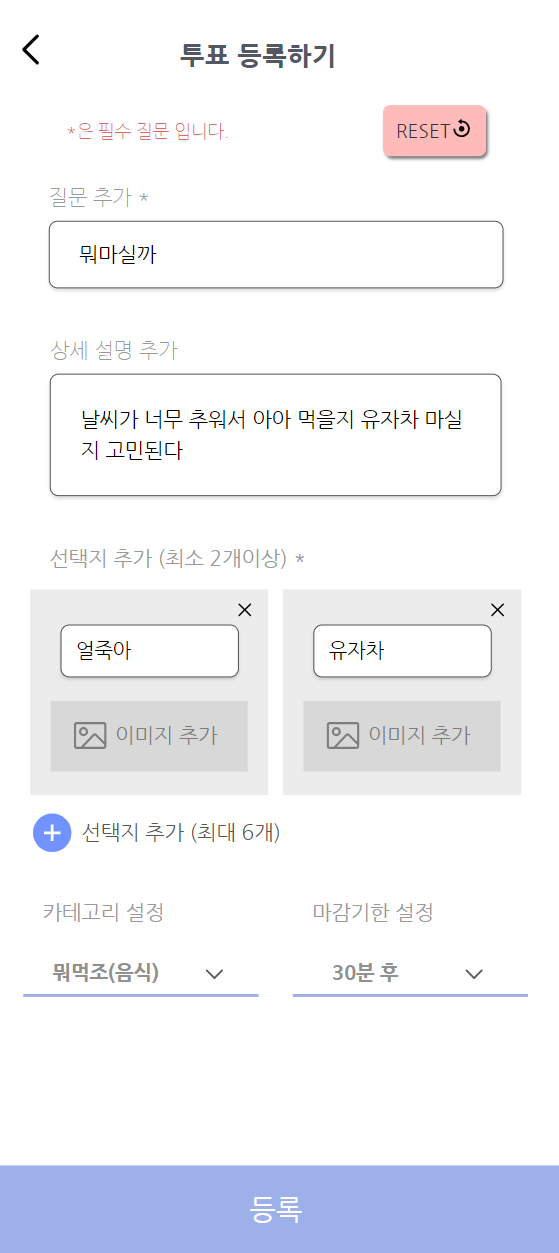 투표 등록하기
*은 필수 질문 입니다.
RESET
질문 추가 *
뭐마실까
상세 설명 추가
날씨가 너무 추워서 아아 먹을지 유자차 마실
지 고민된다
선택지 추가 (최소 2개이상) *
얼죽아
유자차
이미지 추가
이미지 추가
선택지 추가 (최대 6개)
카테고리 설정
마감기한 설정
뭐먹조(음식)
30분 후
등록